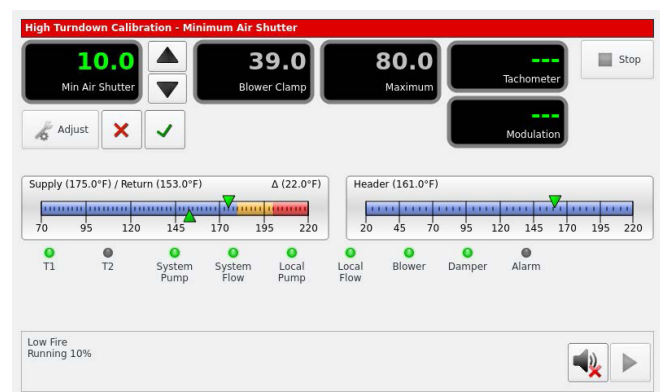 High Turndown Calibration - Minimum Air Shutter
10.0
Min Air Shutter
39.0
Blower Clamp
80.0
Maximum
---
Tachometer
Stop
Adjust
---
Modulation
Supply (175.0°F) / Return (153.0°F) Δ (22.0°F)
70 95 120 145 170 195 220
Header (161.0°F)
20 45 70 95 120 145 170 195 220
T1
T2
System
Pump
System
Flow
Local
Pump
Local
Flow
Blower
Damper
Alarm
Low Fire
Running 10%